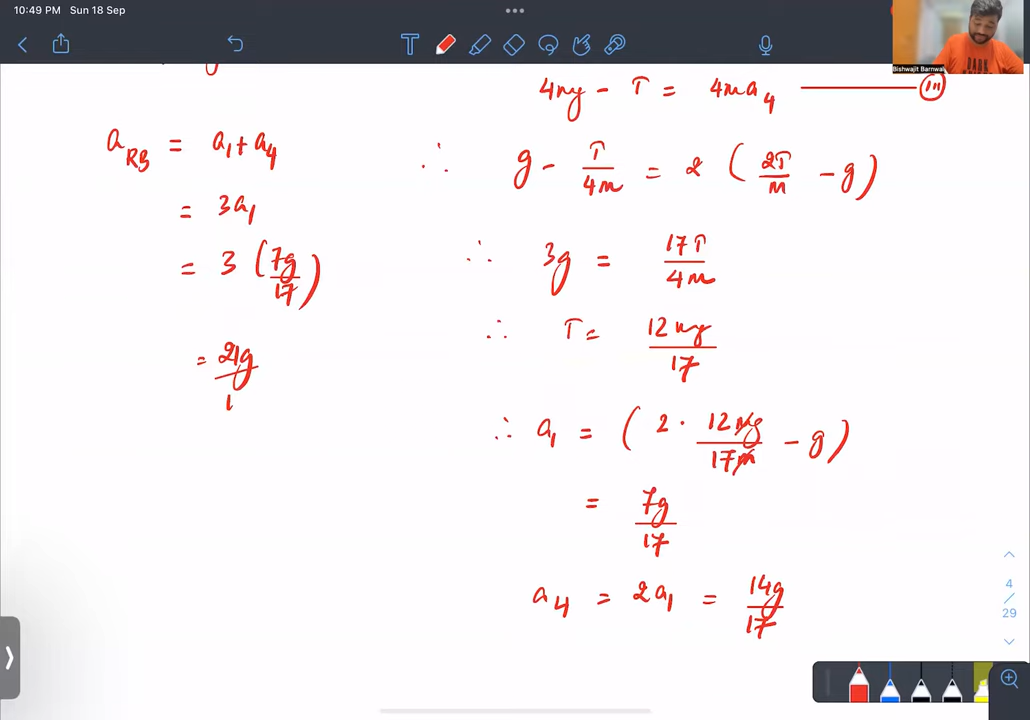 10:49 PM Sun 18 Sep
Bishwajit Barnwal
4mg - T = 4ma₄ (III)
a_RB = a₁ + a₄
= 3a₁
= 3 (7g/17)
= 21g/1
∴ g - T/4m = 2 (2T/m - g)
∴ 3g = 17T/4m
∴ T = 12mg/17
∴ a₁ = (2 · 12mg/17m - g)
= 7g/17
a₄ = 2a₁ = 14g/17
4
/
29